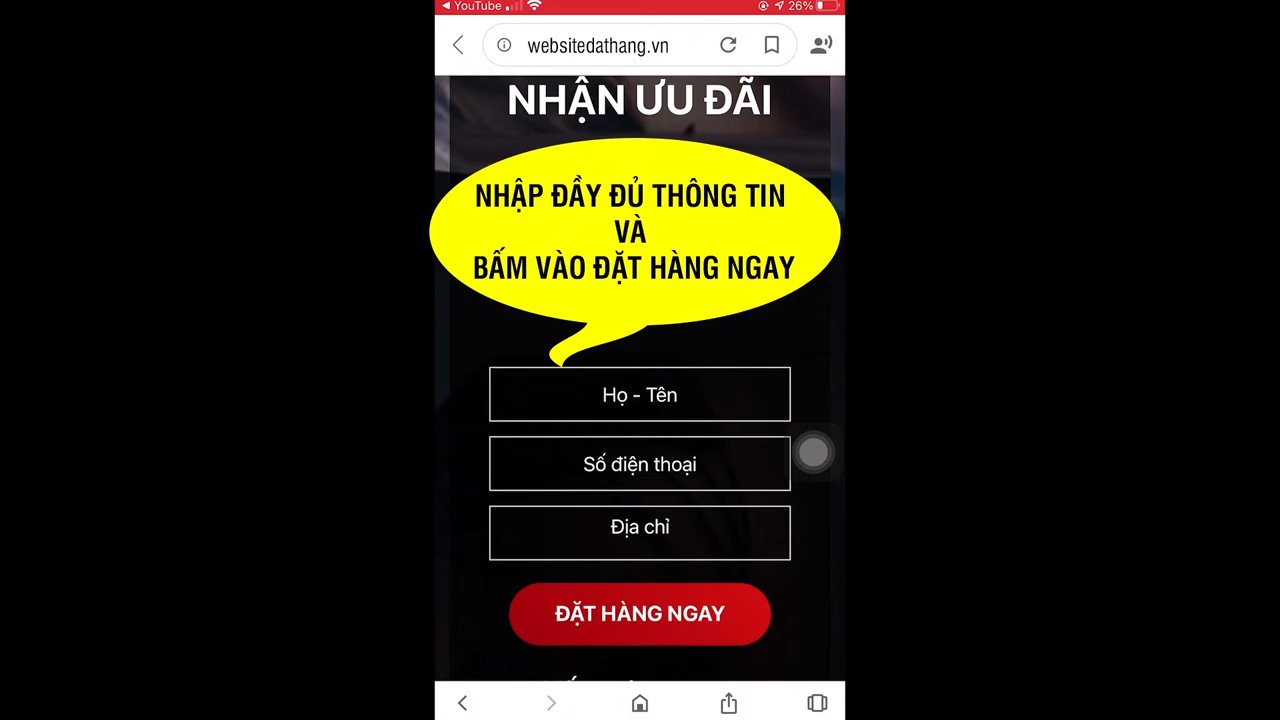 YouTube 26%
websitedathang.vn
NHẬN ƯU ĐÃI
NHẬP ĐẦY ĐỦ THÔNG TIN
VÀ
BẤM VÀO ĐẶT HÀNG NGAY
Họ - Tên
Số điện thoại
Địa chỉ
ĐẶT HÀNG NGAY